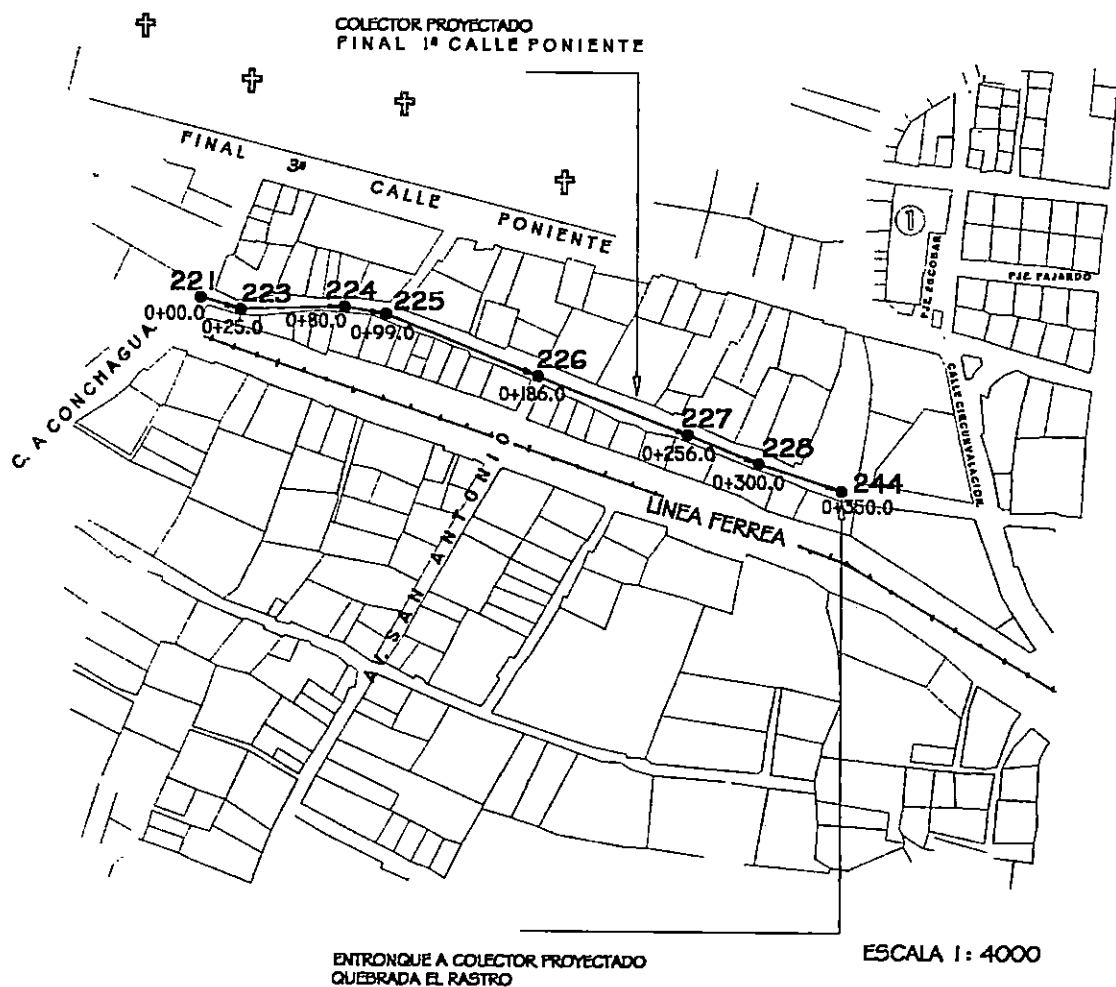 COLECTOR PROYECTADO
FINAL 1ª CALLE PONIENTE
FINAL 3ª CALLE PONIENTE
1
PJE. ESCOBAR
PJE. FAJARDO
CALLE CIRCUNVALACION
221
0+00.0
223
0+25.0
224
0+80.0
225
0+99.0
226
0+186.0
227
0+256.0
228
0+300.0
244
0+350.0
C. A CONCHAGUA.
LINEA FERREA
AV. SAN ANTONIO
ENTRONQUE A COLECTOR PROYECTADO
QUEBRADA EL RASTRO
ESCALA 1: 4000